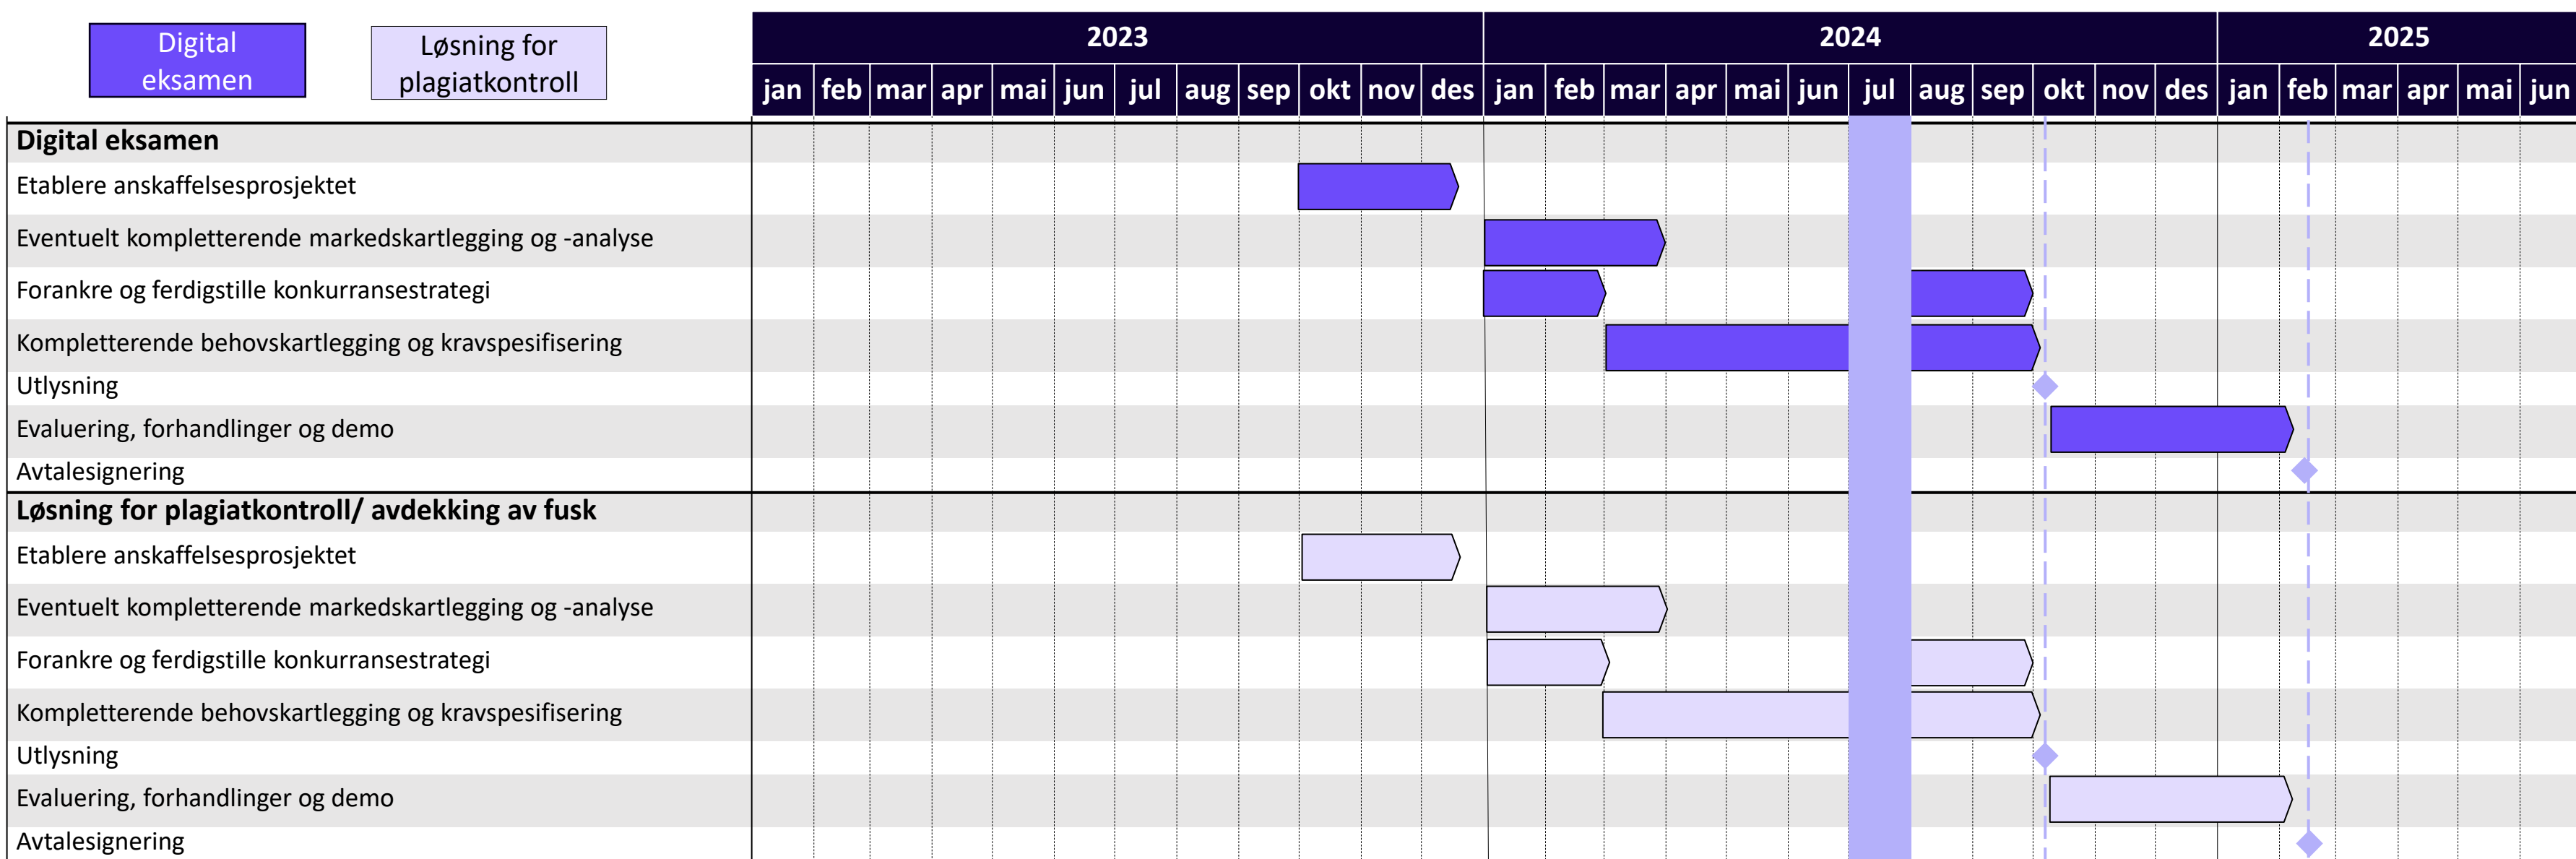 Digital
eksamen
Løsning for
plagiatkontroll
2023 2024 2025
jan feb mar apr mai jun jul aug sep okt nov des jan feb mar apr mai jun jul aug sep okt nov des jan feb mar apr mai jun
Digital eksamen
Etablere anskaffelsesprosjektet
Eventuelt kompletterende markedskartlegging og -analyse
Forankre og ferdigstille konkurransestrategi
Kompletterende behovskartlegging og kravspesifisering
Utlysning
Evaluering, forhandlinger og demo
Avtalesignering
Løsning for plagiatkontroll/ avdekking av fusk
Etablere anskaffelsesprosjektet
Eventuelt kompletterende markedskartlegging og -analyse
Forankre og ferdigstille konkurransestrategi
Kompletterende behovskartlegging og kravspesifisering
Utlysning
Evaluering, forhandlinger og demo
Avtalesignering